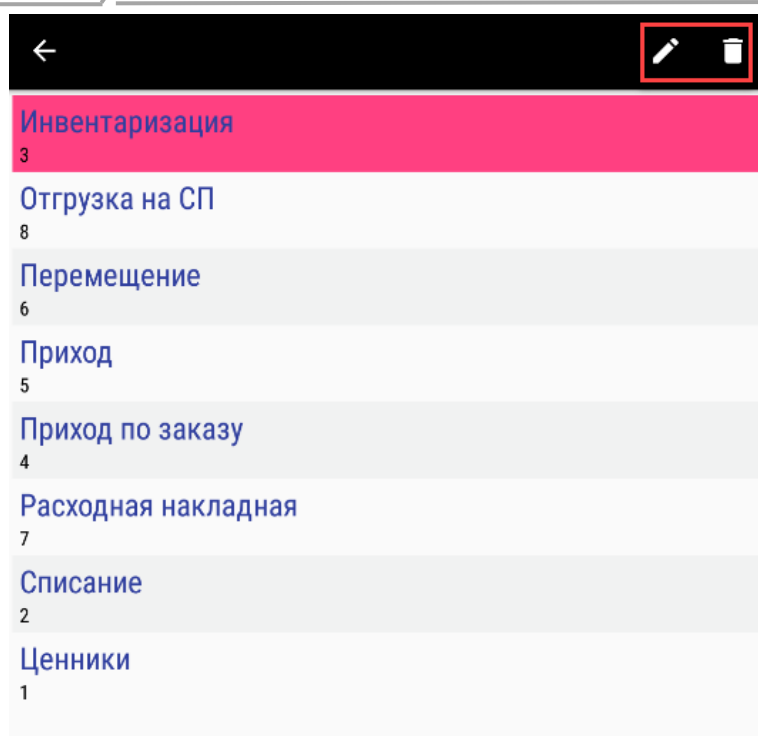 Инвентаризация
3
Отгрузка на СП
8
Перемещение
6
Приход
5
Приход по заказу
4
Расходная накладная
7
Списание
2
Ценники
1